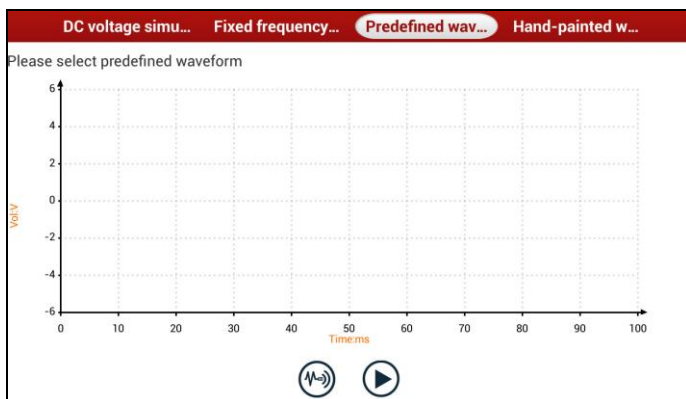 DC voltage simu... Fixed frequency... Predefined wav... Hand-painted w...
Please select predefined waveform
6
4
2
0
Vol:V
-2
-4
-6
0 10 20 30 40 50 60 70 80 90 100
Time:ms